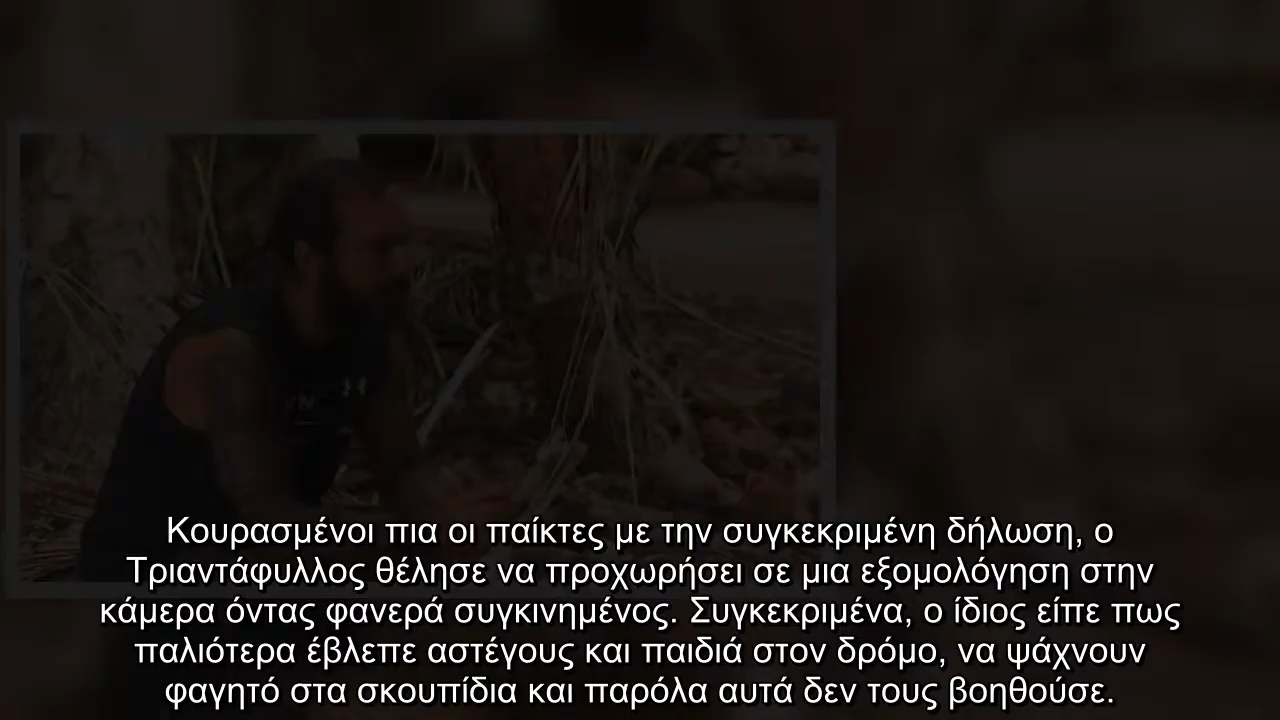 Κουρασμένοι πια οι παίκτες με την συγκεκριμένη δήλωση, ο
Τριαντάφυλλος θέλησε να προχωρήσει σε μια εξομολόγηση στην
κάμερα όντας φανερά συγκινημένος. Συγκεκριμένα, ο ίδιος είπε πως
παλιότερα έβλεπε αστέγους και παιδιά στον δρόμο, να ψάχνουν
φαγητό στα σκουπίδια και παρόλα αυτά δεν τους βοηθούσε.